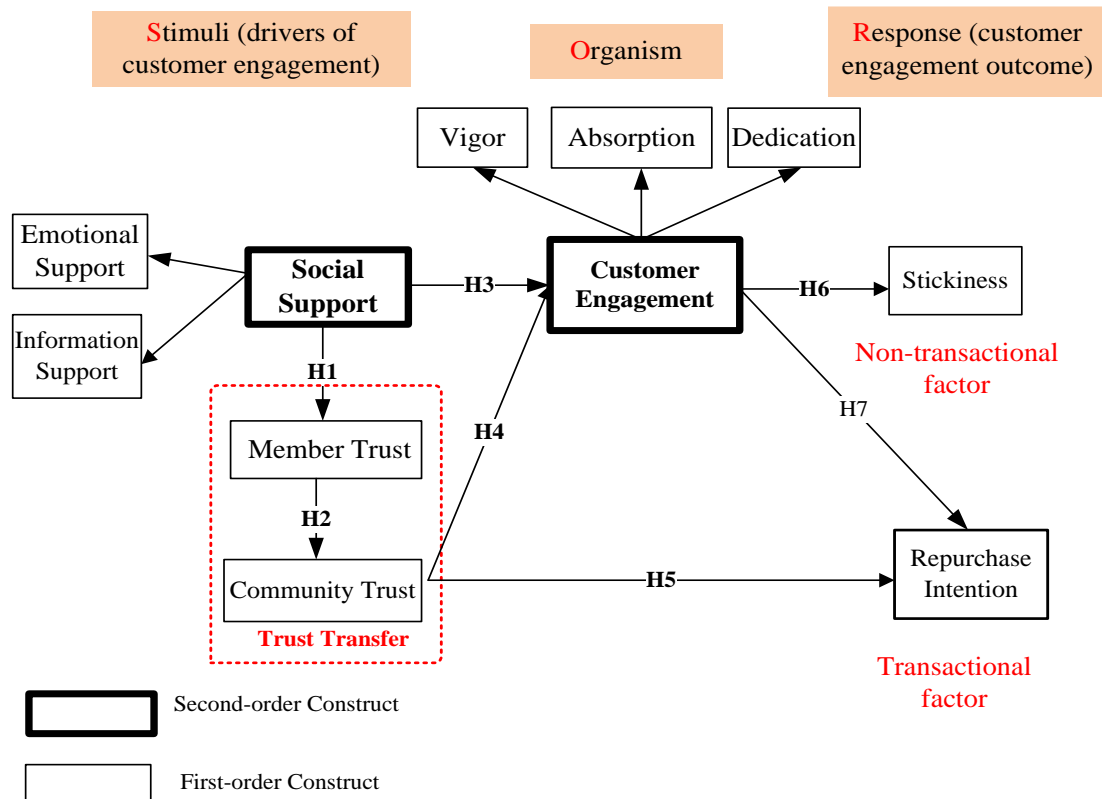 Stimuli (drivers of
customer engagement)
Organism
Response (customer
engagement outcome)
Vigor
Absorption
Dedication
Emotional
Support
Social
Support
H3
Customer
Engagement
H6
Stickiness
Information
Support
Non-transactional
factor
H1
H4
H7
Member Trust
H2
Community Trust
H5
Repurchase
Intention
Trust Transfer
Transactional
factor
Second-order Construct
First-order Construct